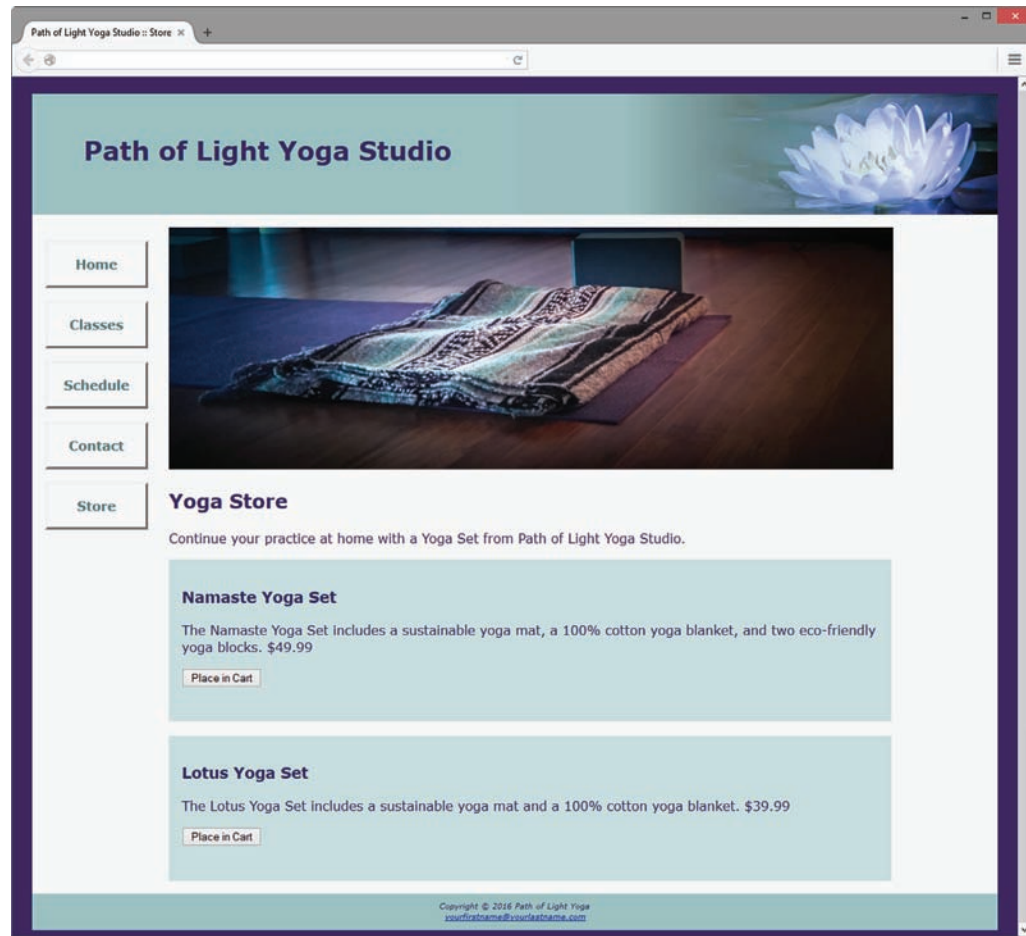 Path of Light Yoga Studio :: Store
Path of Light Yoga Studio
Home
Classes
Schedule
Contact
Store
Yoga Store
Continue your practice at home with a Yoga Set from Path of Light Yoga Studio.
Namaste Yoga Set
The Namaste Yoga Set includes a sustainable yoga mat, a 100% cotton yoga blanket, and two eco-friendly
yoga blocks. $49.99
Place in Cart
Lotus Yoga Set
The Lotus Yoga Set includes a sustainable yoga mat and a 100% cotton yoga blanket. $39.99
Place in Cart
Copyright © 2016 Path of Light Yoga
yourfirstname@yourlastname.com